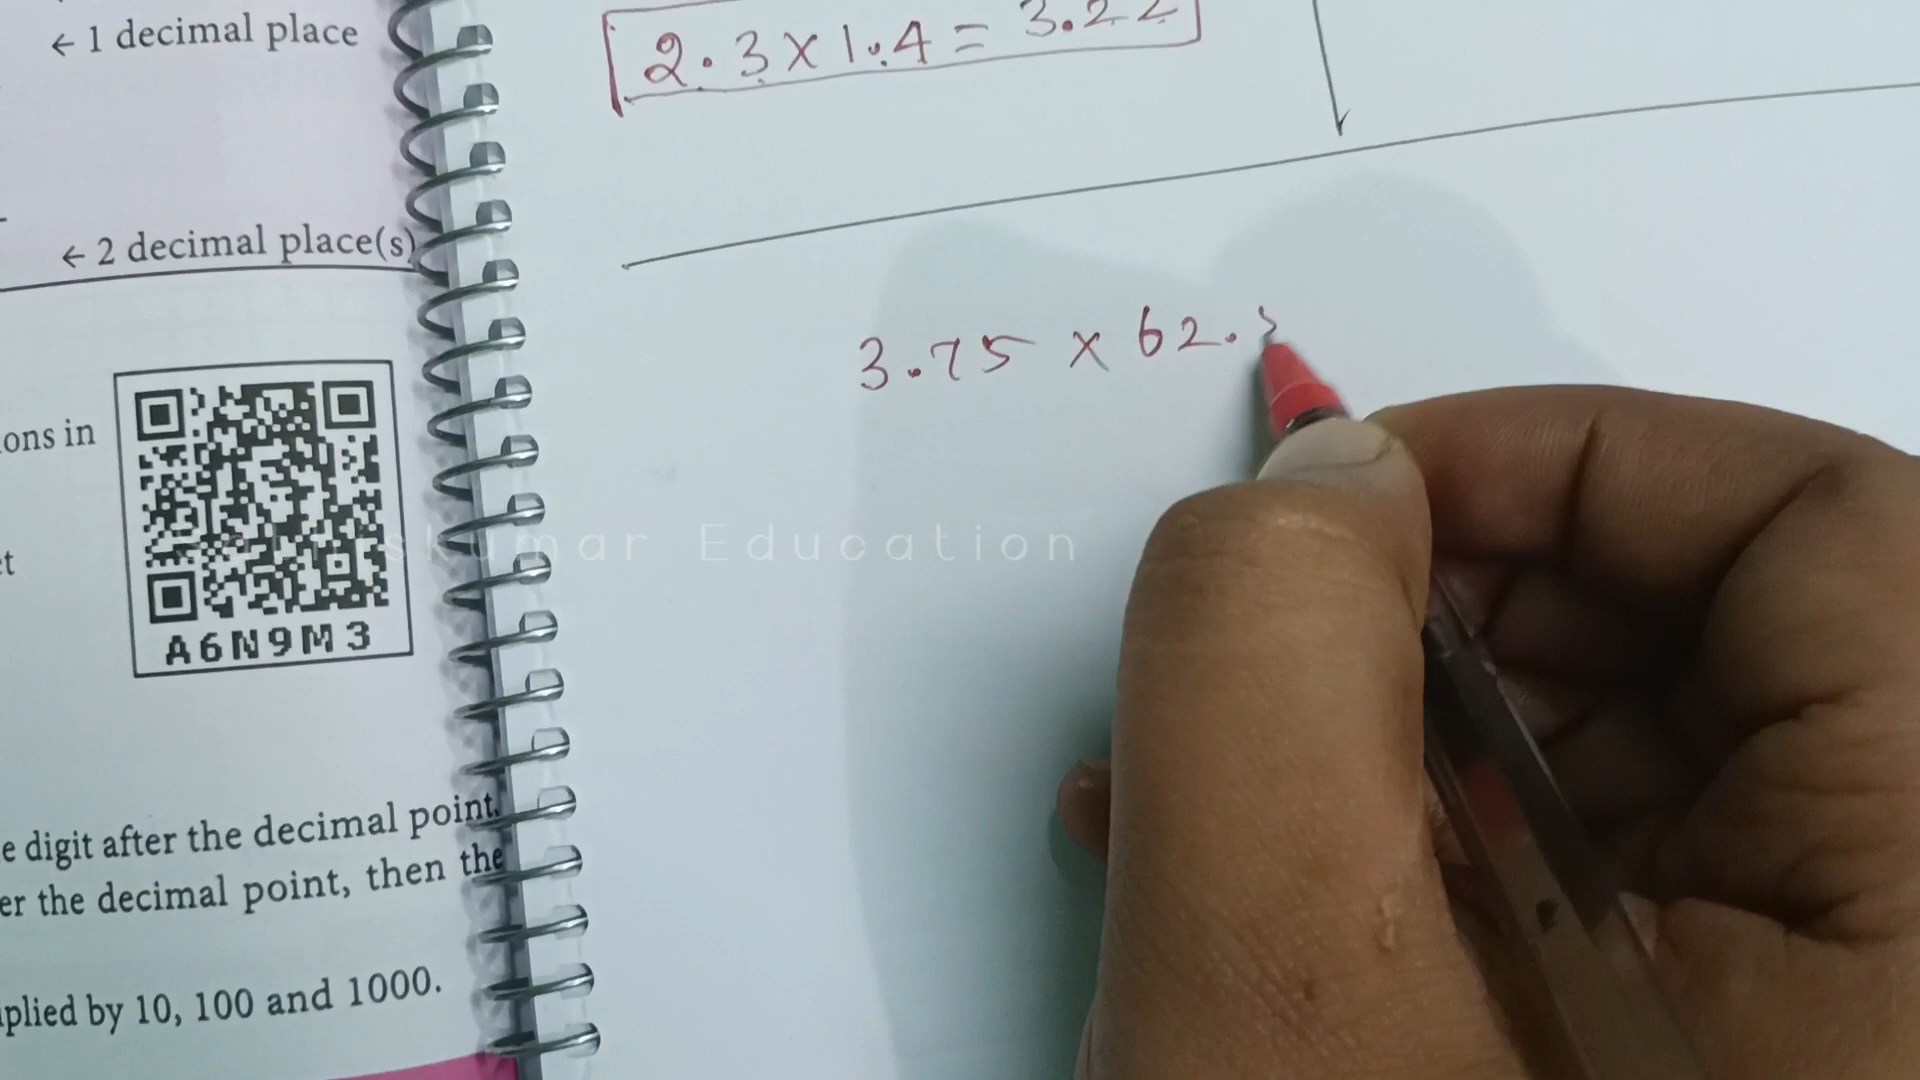 ← 1 decimal place
← 2 decimal place(s)
ons in
A6N9M3
e digit after the decimal point.
er the decimal point, then the
plied by 10, 100 and 1000.
2.3 × 1.4 = 3.22
3.75 × 62.
kumar Education